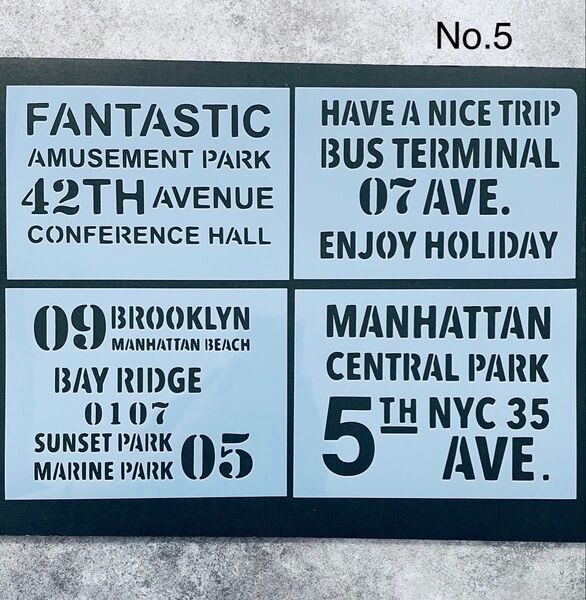 No.5
FANTASTIC
AMUSEMENT PARK
42TH AVENUE
CONFERENCE HALL
HAVE A NICE TRIP
BUS TERMINAL
07 AVE.
ENJOY HOLIDAY
09 BROOKLYN
MANHATTAN BEACH
BAY RIDGE
0107
SUNSET PARK
MARINE PARK 05
MANHATTAN
CENTRAL PARK
5TH NYC 35
AVE.